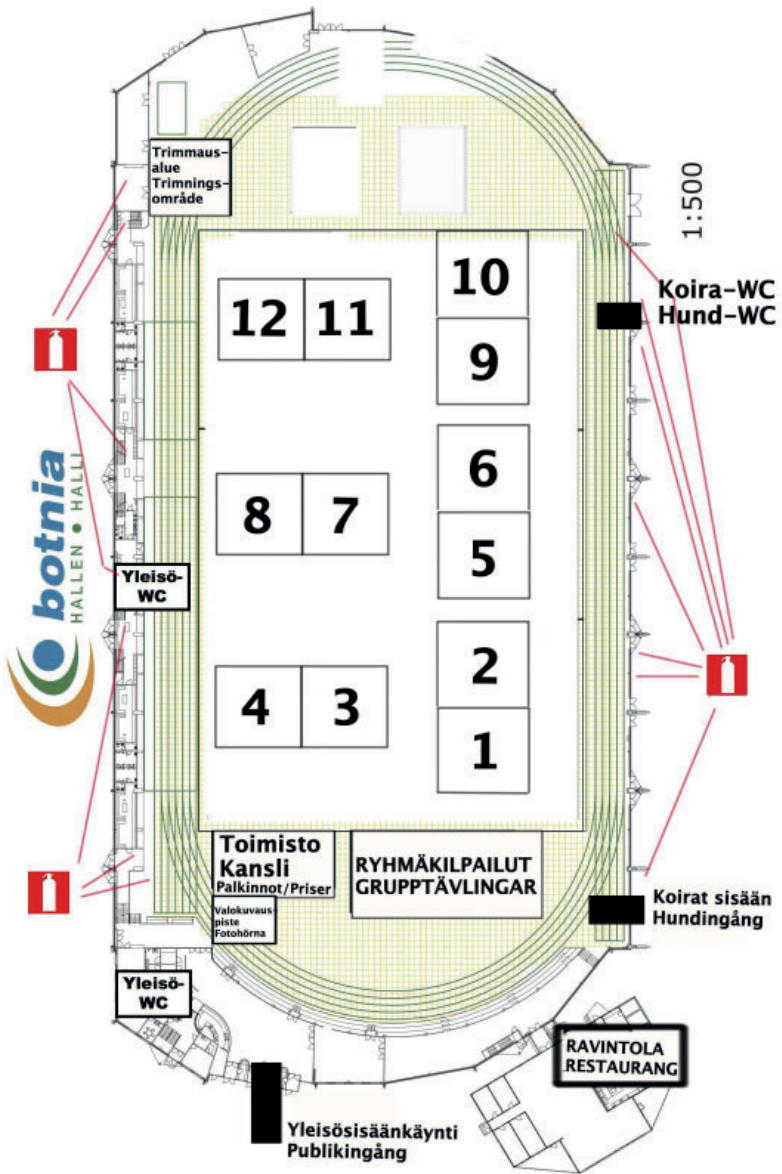 Trimmaus-
alue
Trimnings-
område
1:500
10
Koira-WC
Hund-WC
12
11
9
botnia
HALLEN • HALLI
6
8
7
5
Yleisö-
WC
2
4
3
1
Toimisto
Kansli
Palkinnot/Priser
RYHMÄKILPAILUT
GRUPPTÄVLINGAR
Valokuvaus-
piste
Fotohörna
Koirat sisään
Hundingång
Yleisö-
WC
RAVINTOLA
RESTAURANG
Yleisösisäänkäynti
Publikingång